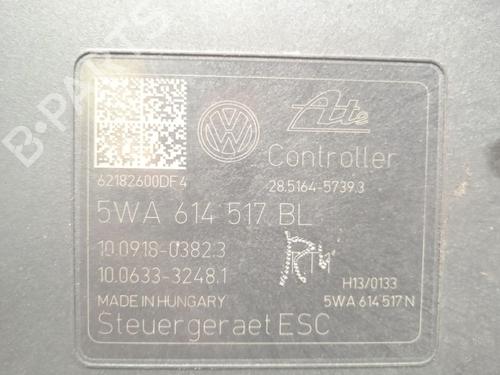 B-PARTS
Ate
Controller
62182600DF4
28.5164-5739.3
5WA 614 517 BL
10.0918-0382.3
10.0633-3248.1
H13/0133
MADE IN HUNGARY
5WA 614 517 N
Steuergeraet ESC